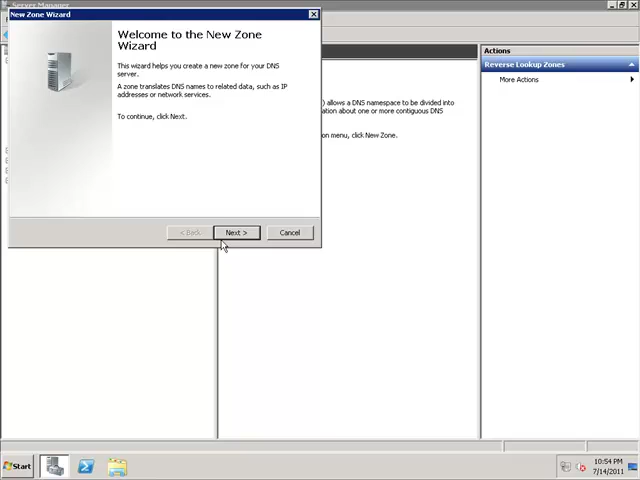 Server Manager
New Zone Wizard
Welcome to the New Zone
Wizard
This wizard helps you create a new zone for your DNS
server.
A zone translates DNS names to related data, such as IP
addresses or network services.
To continue, click Next.
< Back
Next >
Cancel
) allows a DNS namespace to be divided into
ation about one or more contiguous DNS
on menu, click New Zone.
Actions
Reverse Lookup Zones
More Actions
Start
10:54 PM
7/14/2011